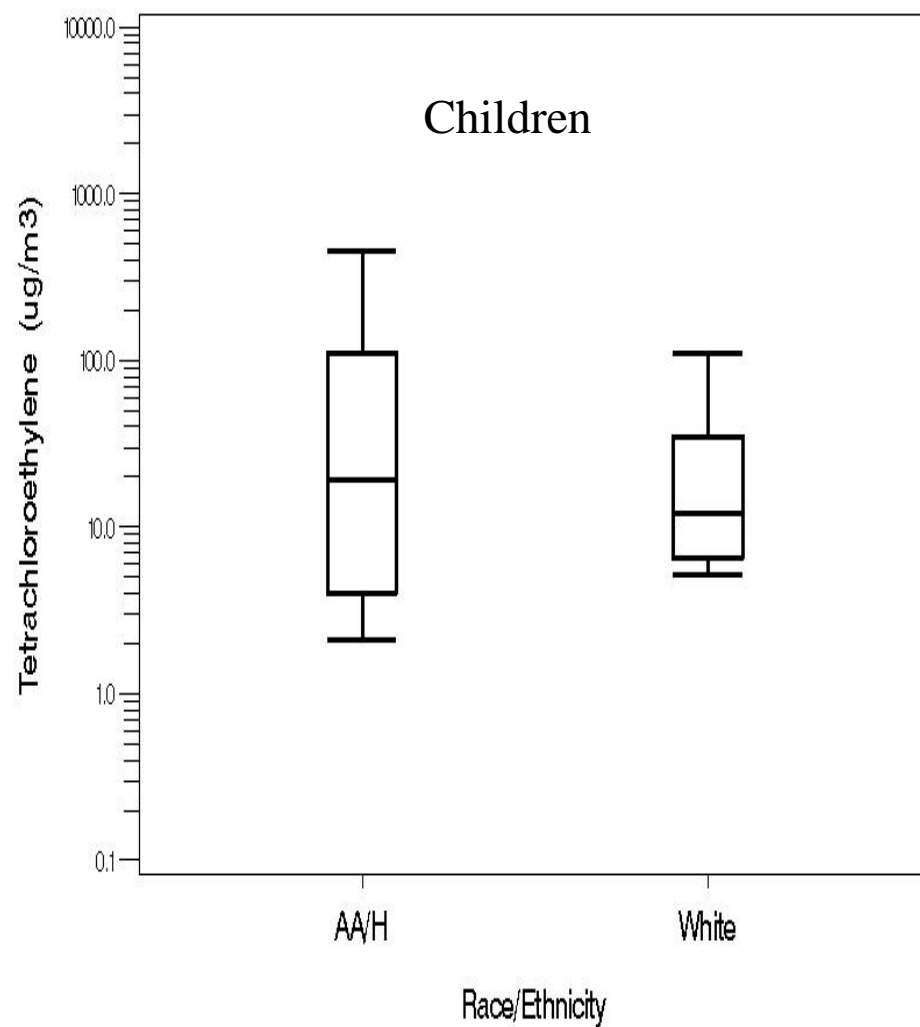 Children
Tetrachloroethylene (ug/m3)
10000.0
1000.0
100.0
10.0
1.0
0.1
AA/H
White
Race/Ethnicity